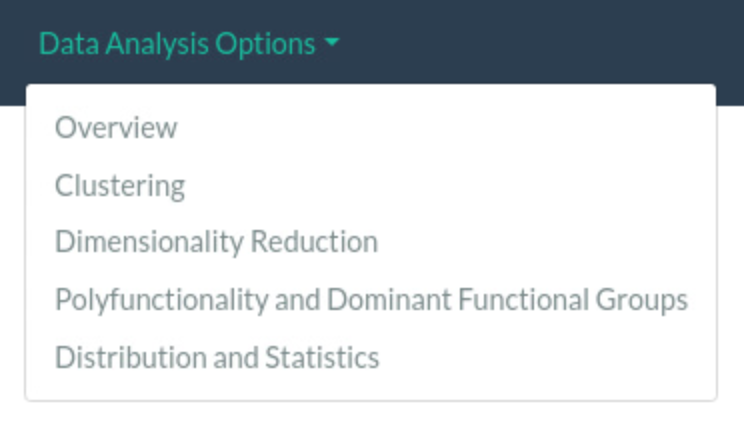 Data Analysis Options
Overview
Clustering
Dimensionality Reduction
Polyfunctionality and Dominant Functional Groups
Distribution and Statistics